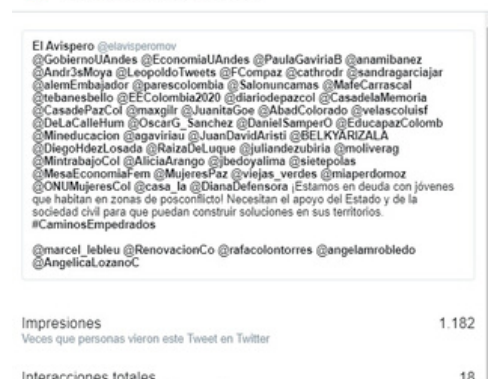 El Avispero @elavisperomov
@GobiernoUAndes @EconomiaUAndes @PaulaGaviriaB @anamibanez
@Andr3sMoya @LeopoldoTweets @FCompaz @cathrodr @sandragarciajar
@alemEmbajador @parescolombia @Salonuncamas @MafeCarrascal
@tebanesbello @EEColombia2020 @diariodepazcol @CasadelaMemoria
@CasadePazCol @maxgilr @JuanitaGoe @AbadColorado @velascoluisf
@DeLaCalleHum @OscarG_Sanchez @DanielSamperO @EducapazColomb
@Mineducacion @agaviriau @JuanDavidAristi @BELKYARIZALA
@DiegoHdezLosada @RaizaDeLuque @juliandezubiria @moliverag
@MintrabajoCol @AliciaArango @jbedoyalima @sietepolas
@MesaEconomiaFem @MujeresPaz @viejas_verdes @miaperdomoz
@ONUMujeresCol @casa_la @DianaDefensora ¡Estamos en deuda con jóvenes
que habitan en zonas de posconflicto! Necesitan el apoyo del Estado y de la
sociedad civil para que puedan construir soluciones en sus territorios.
#CaminosEmpedrados
@marcel_lebleu @RenovacionCo @rafacolontorres @angelamrobledo
@AngelicaLozanoC
Impresiones 1.182
Veces que personas vieron este Tweet en Twitter
Interacciones totales 18